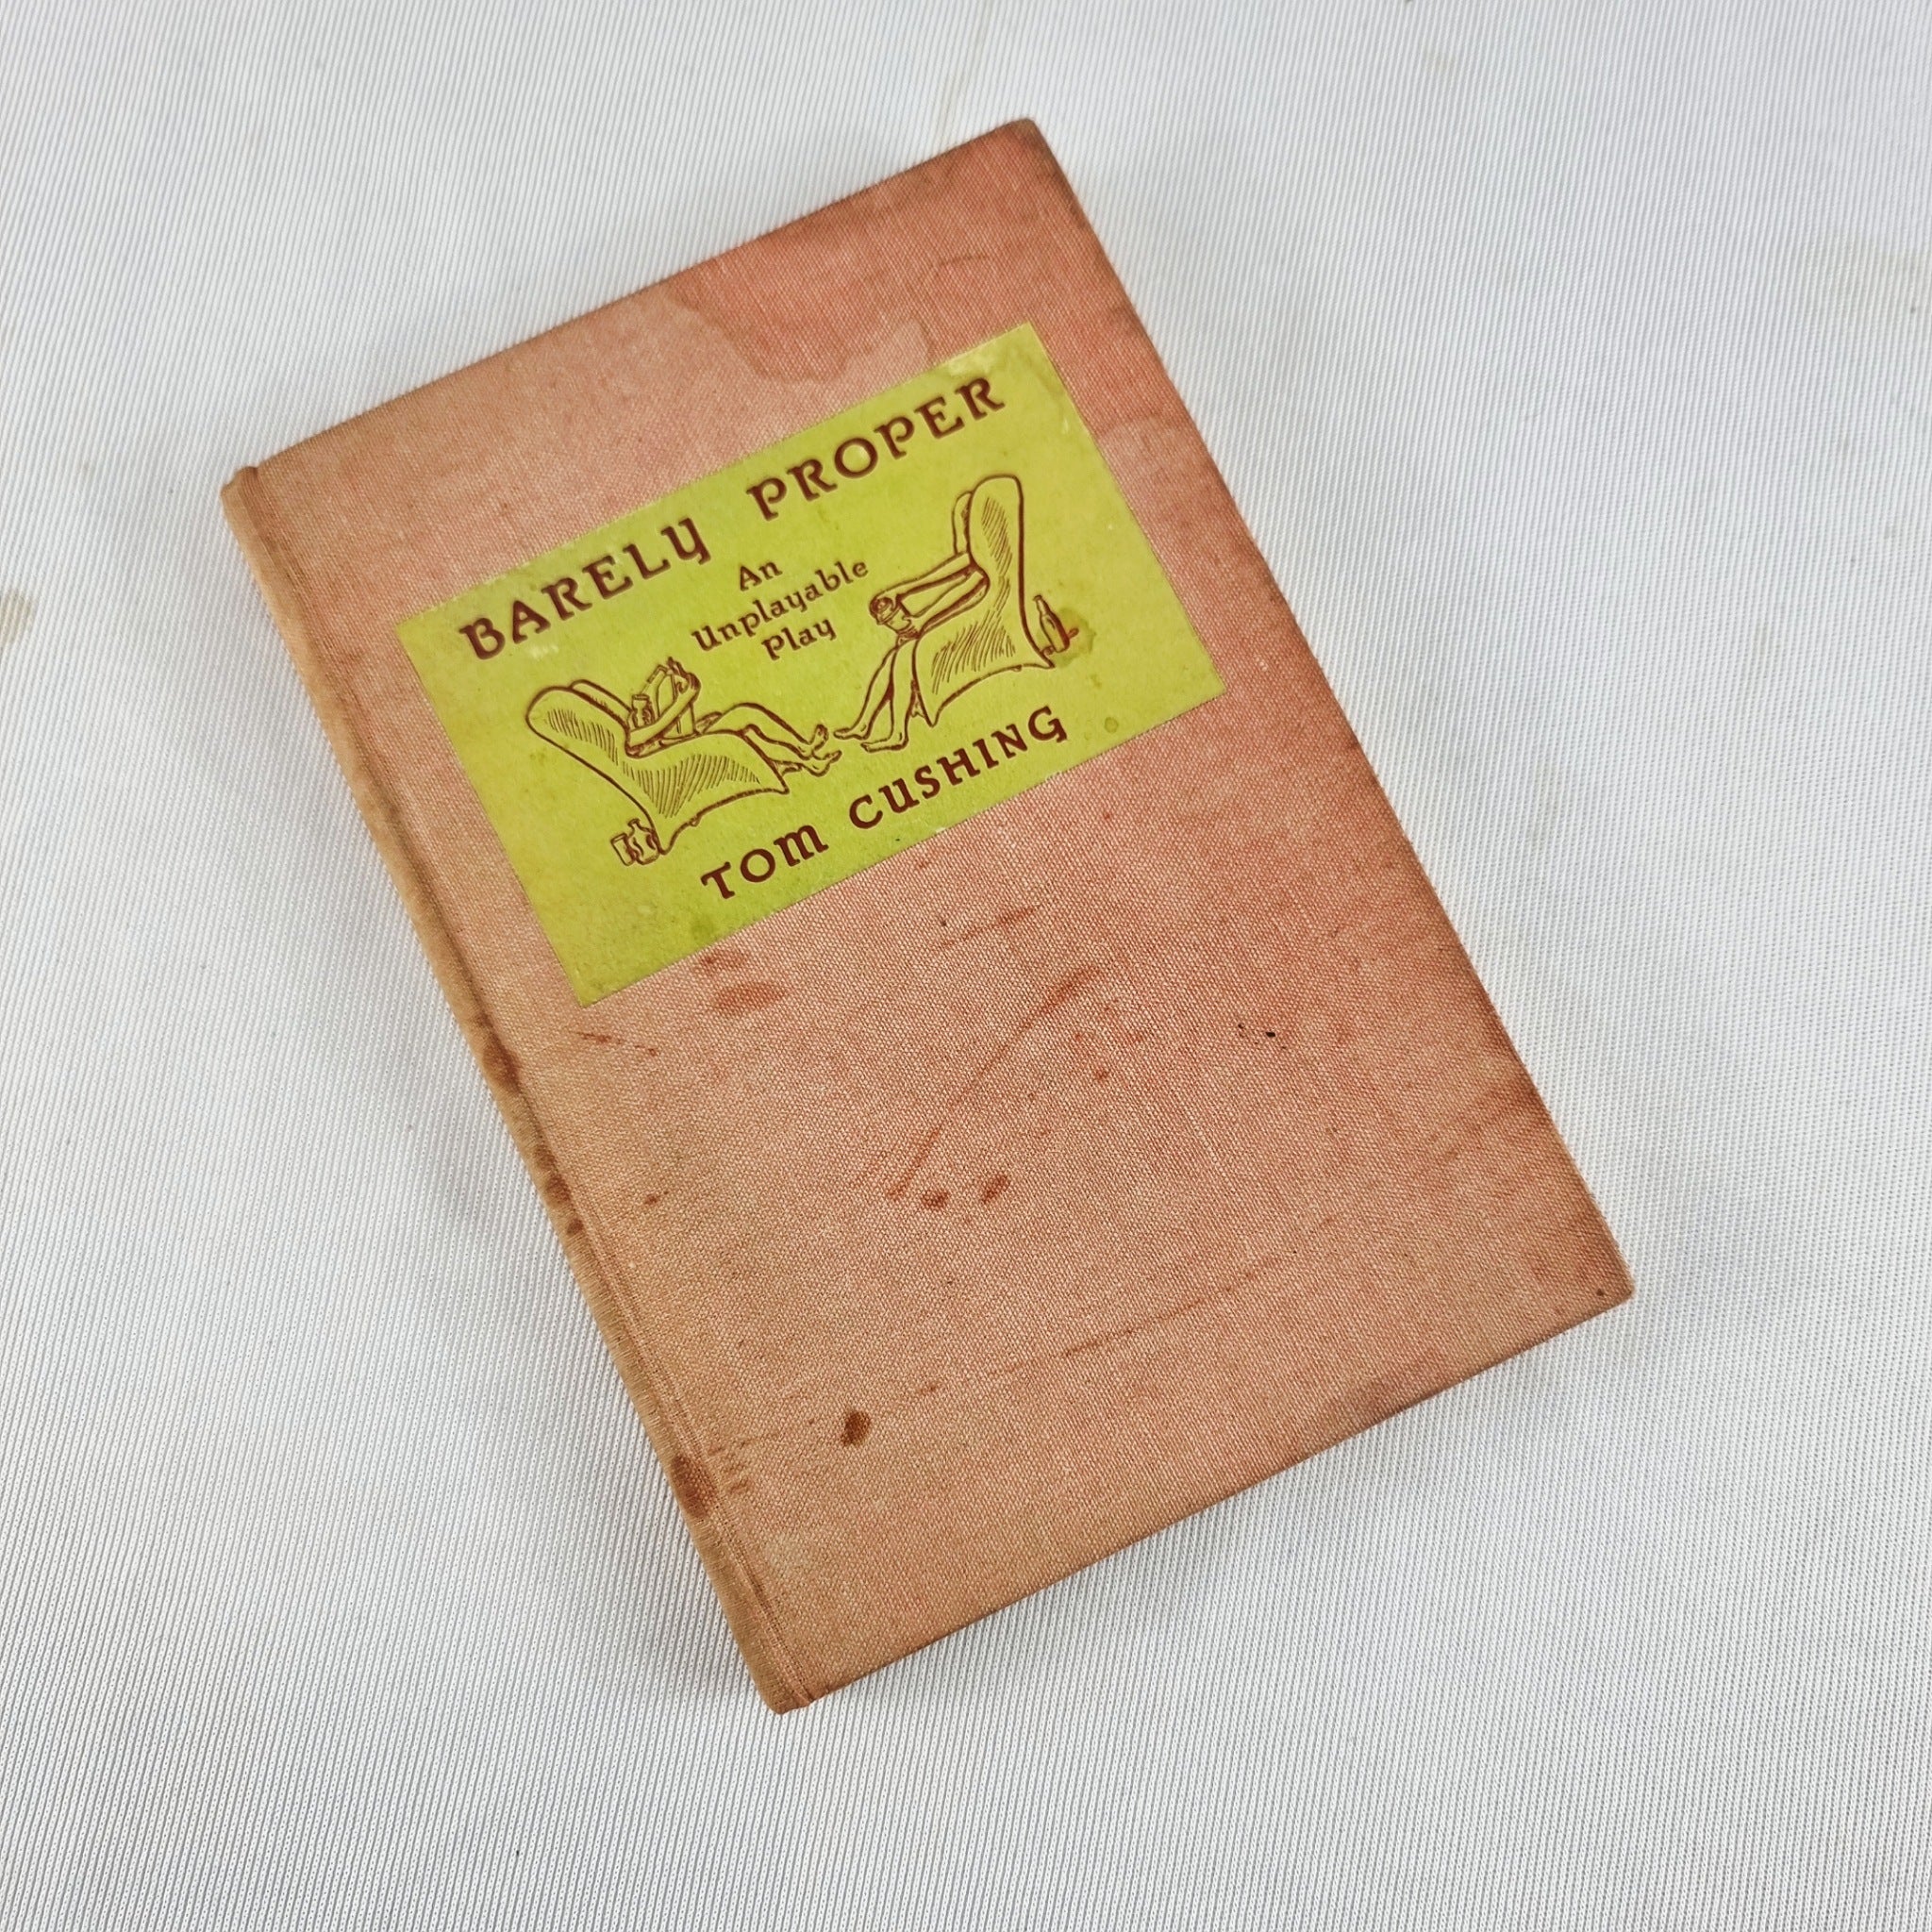 BARELY PROPER
An
Unplayable
Play
TOM CUSHING